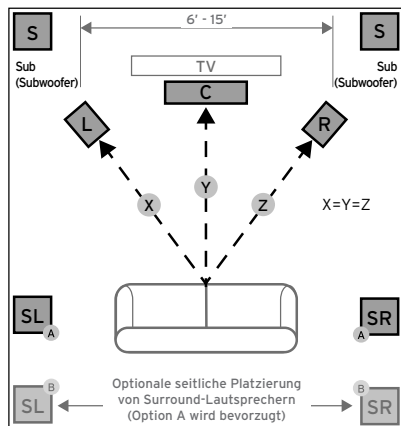 6' - 15'
S
S
Sub
(Subwoofer)
Sub
(Subwoofer)
TV
C
L
R
X
Y
Z
X=Y=Z
SL
A
SR
A
B
SL
Optionale seitliche Platzierung
von Surround-Lautsprechern
(Option A wird bevorzugt)
B
SR